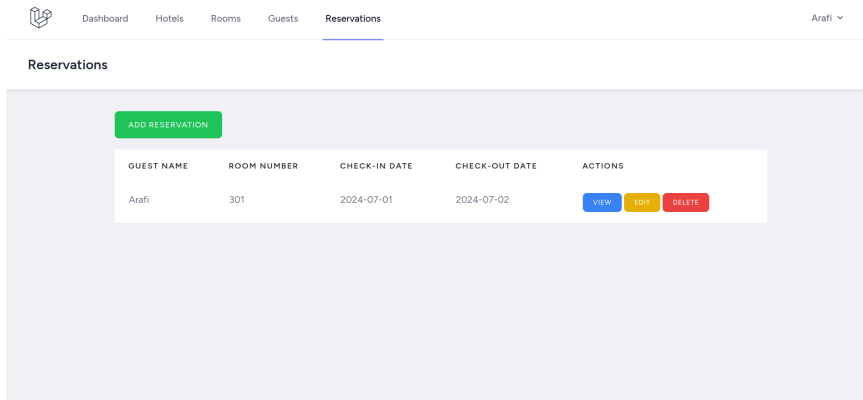 Dashboard Hotels Rooms Guests Reservations Arafi
Reservations
ADD RESERVATION
GUEST NAME ROOM NUMBER CHECK-IN DATE CHECK-OUT DATE ACTIONS
Arafi 301 2024-07-01 2024-07-02 VIEW EDIT DELETE